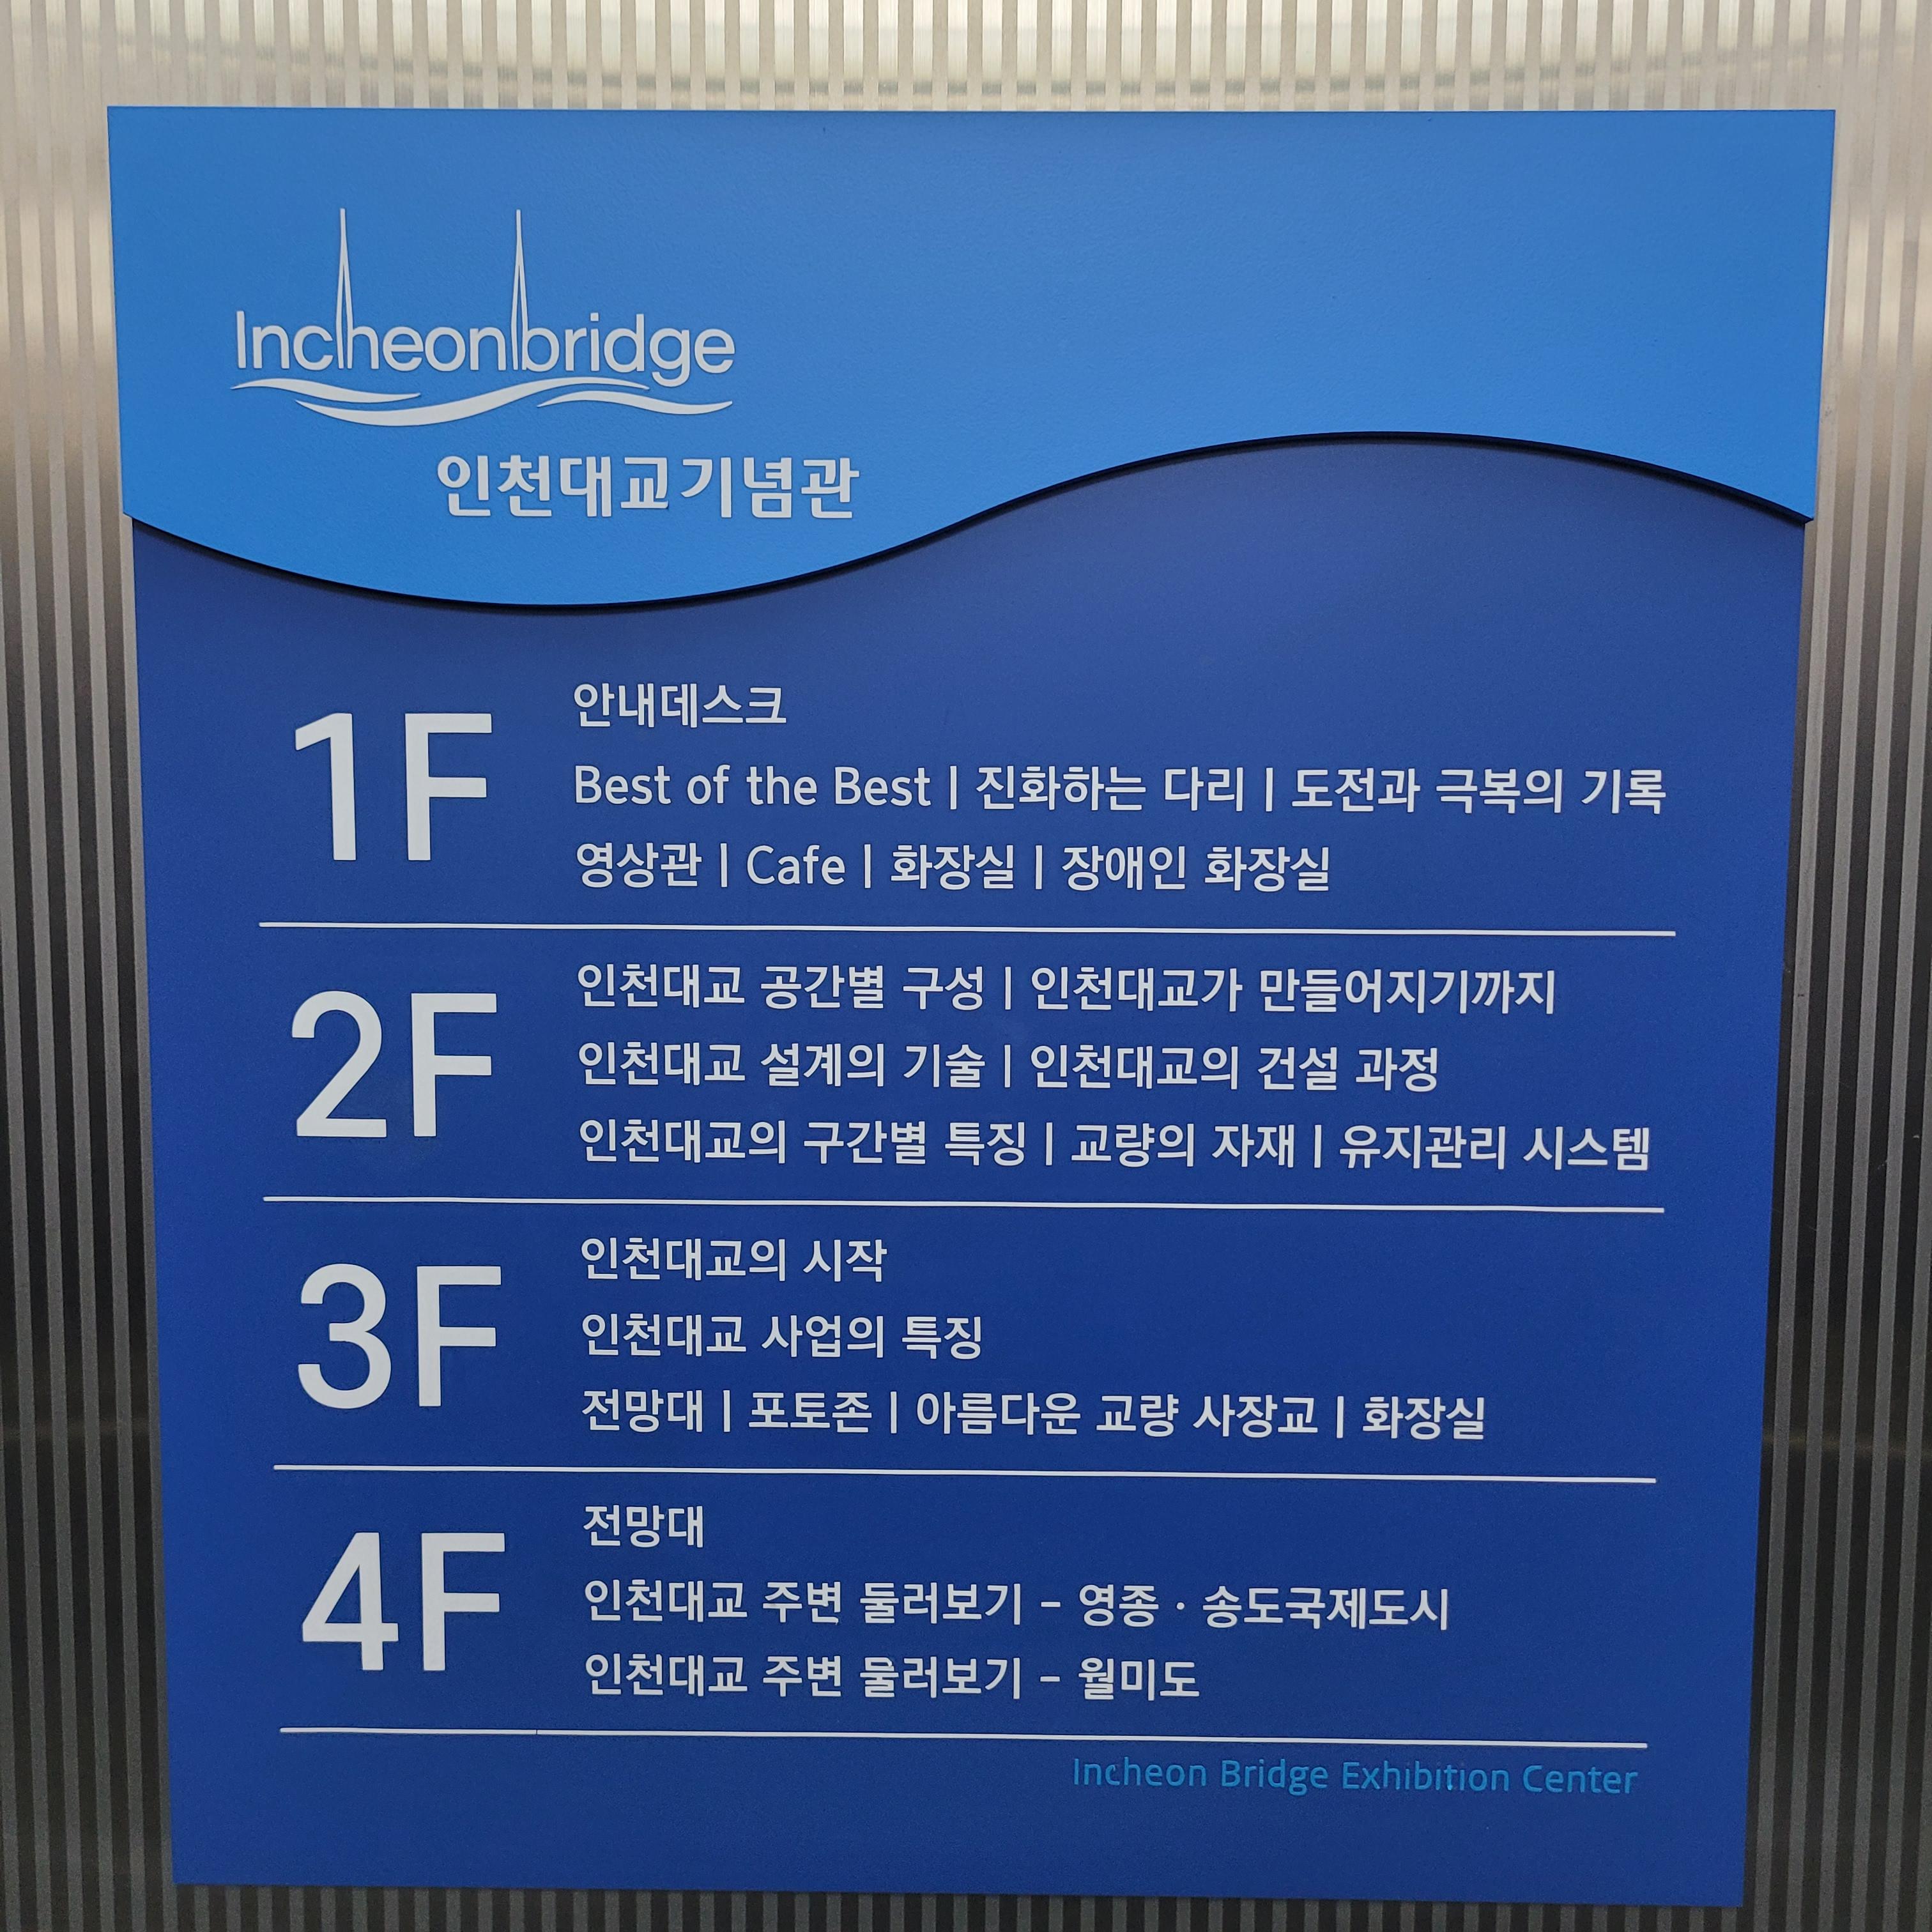 Incheonbridge
인천대교기념관
1F
안내데스크
Best of the Best | 진화하는 다리 | 도전과 극복의 기록
영상관 | Cafe | 화장실 | 장애인 화장실
2F
인천대교 공간별 구성 | 인천대교가 만들어지기까지
인천대교 설계의 기술 | 인천대교의 건설 과정
인천대교의 구간별 특징 | 교량의 자재 | 유지관리 시스템
3F
인천대교의 시작
인천대교 사업의 특징
전망대 | 포토존 | 아름다운 교량 사장교 | 화장실
4F
전망대
인천대교 주변 둘러보기 - 영종 · 송도국제도시
인천대교 주변 둘러보기 - 월미도
Incheon Bridge Exhibition Center